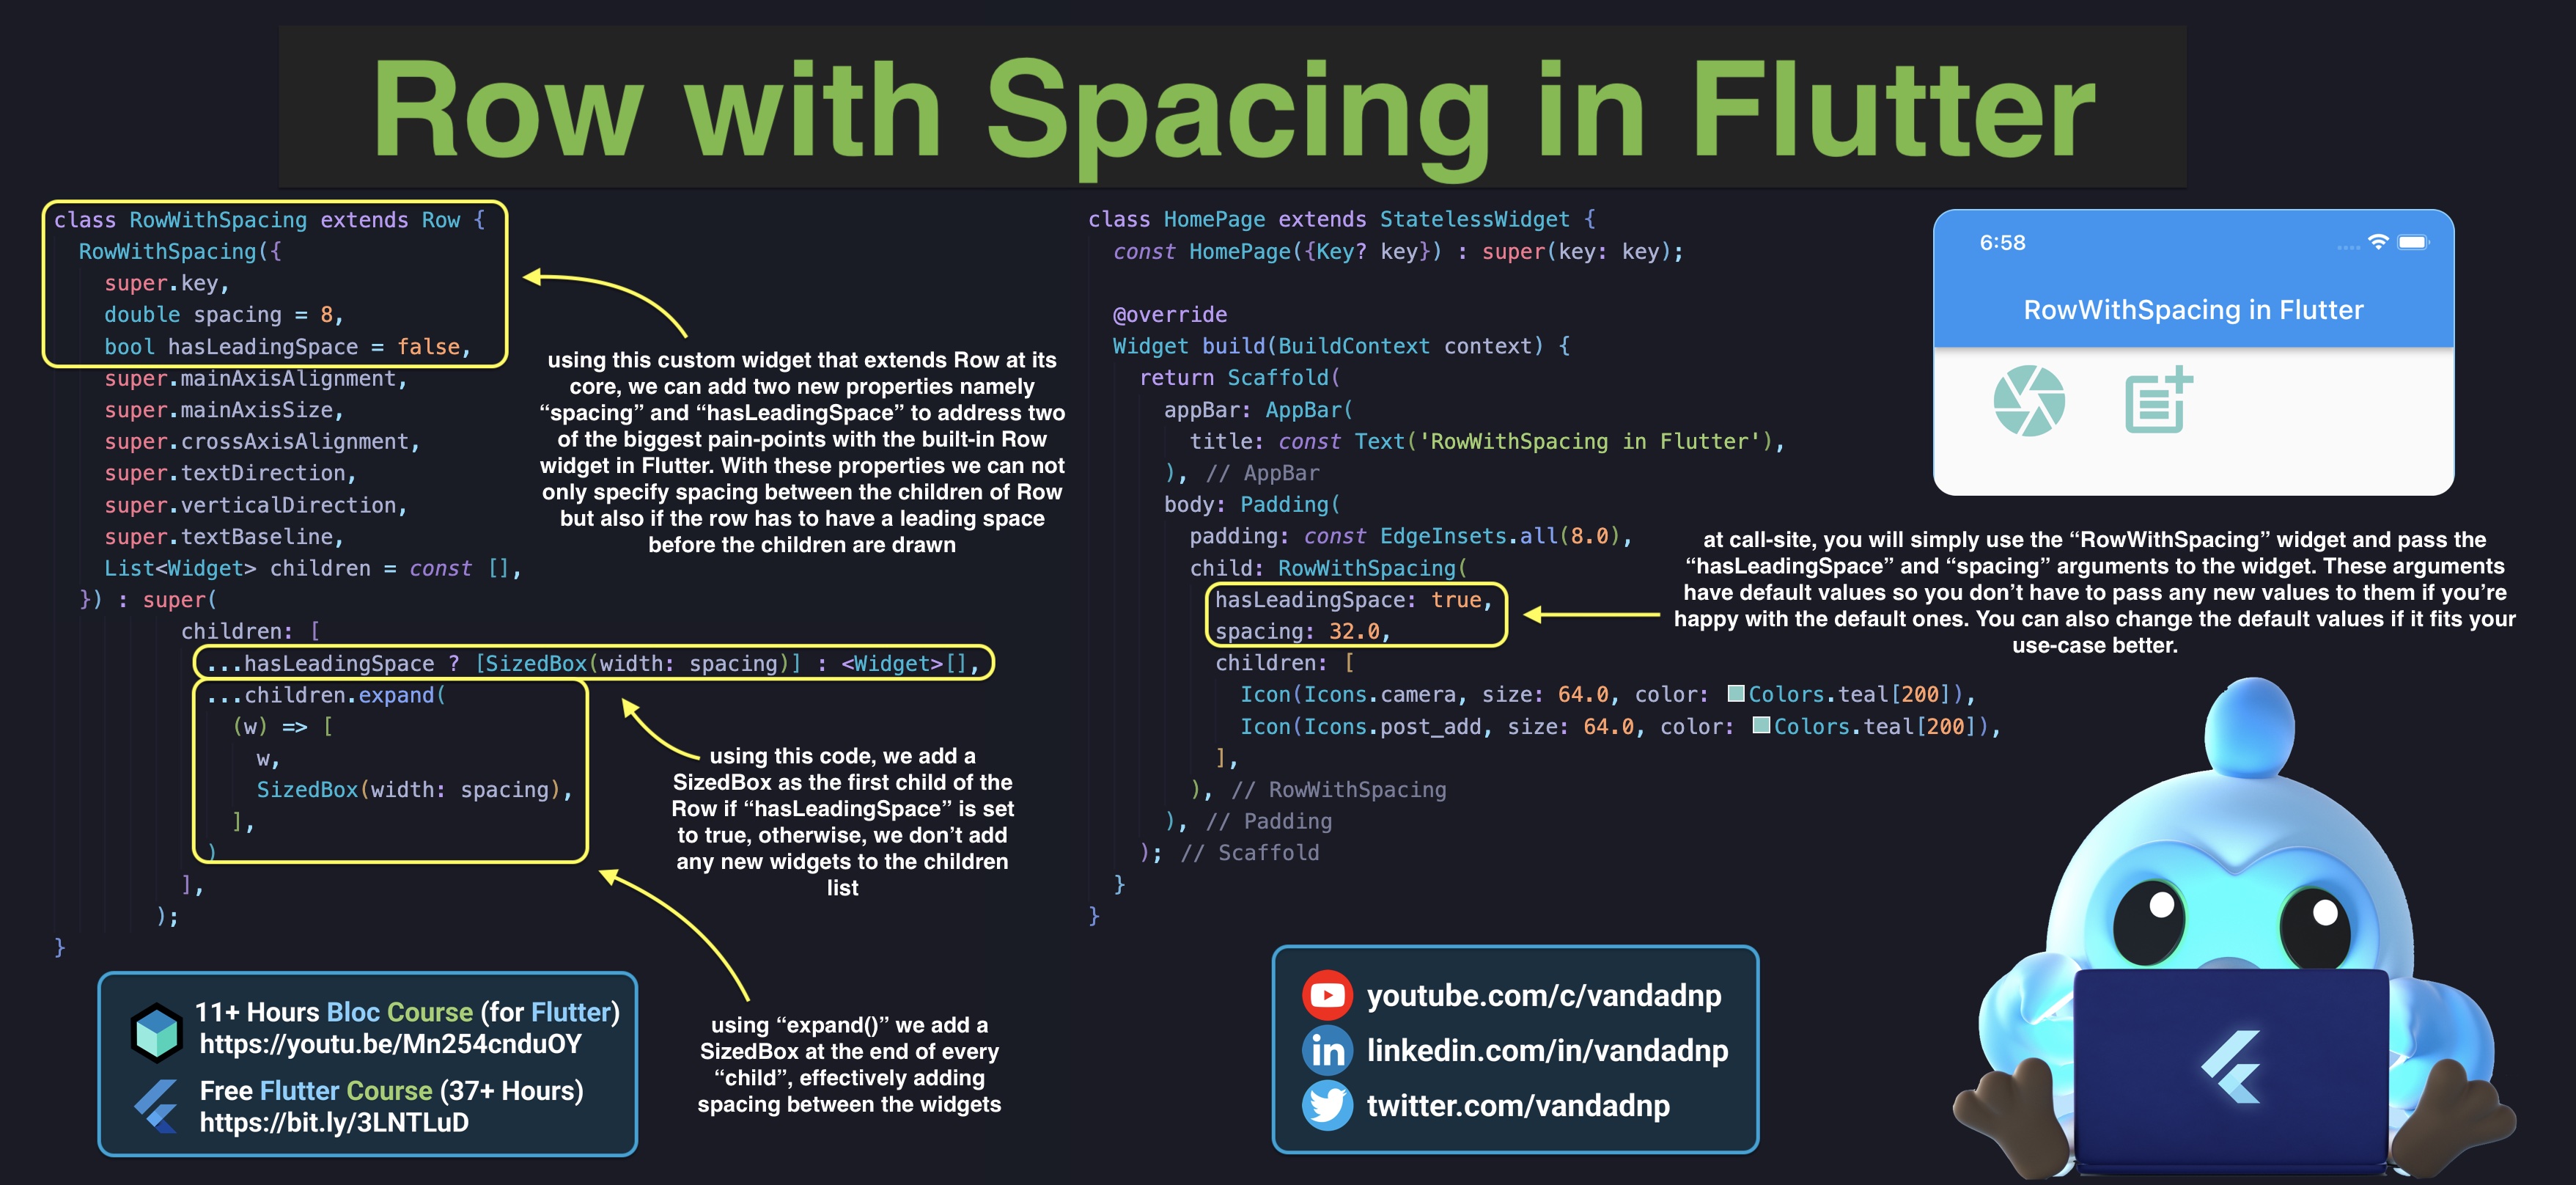 Row with Spacing in Flutter
class RowWithSpacing extends Row {
RowWithSpacing({
super.key,
double spacing = 8,
bool hasLeadingSpace = false,
super.mainAxisAlignment,
super.mainAxisSize,
super.crossAxisAlignment,
super.textDirection,
super.verticalDirection,
super.textBaseline,
List<Widget> children = const [],
}) : super(
children: [
...hasLeadingSpace ? [SizedBox(width: spacing)] : <Widget>[],
...children.expand(
(w) => [
w,
SizedBox(width: spacing),
],
)
],
);
}
using this custom widget that extends Row at its
core, we can add two new properties namely
“spacing” and “hasLeadingSpace” to address two
of the biggest pain-points with the built-in Row
widget in Flutter. With these properties we can not
only specify spacing between the children of Row
but also if the row has to have a leading space
before the children are drawn
using this code, we add a
SizedBox as the first child of the
Row if “hasLeadingSpace” is set
to true, otherwise, we don’t add
any new widgets to the children
list
using “expand()” we add a
SizedBox at the end of every
“child”, effectively adding
spacing between the widgets
11+ Hours Bloc Course (for Flutter)
https://youtu.be/Mn254cnduOY
Free Flutter Course (37+ Hours)
https://bit.ly/3LNTLuD
class HomePage extends StatelessWidget {
const HomePage({Key? key}) : super(key: key);
@override
Widget build(BuildContext context) {
return Scaffold(
appBar: AppBar(
title: const Text('RowWithSpacing in Flutter'),
), // AppBar
body: Padding(
padding: const EdgeInsets.all(8.0),
child: RowWithSpacing(
hasLeadingSpace: true,
spacing: 32.0,
children: [
Icon(Icons.camera, size: 64.0, color: Colors.teal[200]),
Icon(Icons.post_add, size: 64.0, color: Colors.teal[200]),
],
), // RowWithSpacing
), // Padding
); // Scaffold
}
}
6:58
RowWithSpacing in Flutter
at call-site, you will simply use the “RowWithSpacing” widget and pass the
“hasLeadingSpace” and “spacing” arguments to the widget. These arguments
have default values so you don’t have to pass any new values to them if you’re
happy with the default ones. You can also change the default values if it fits your
use-case better.
youtube.com/c/vandadnp
in linkedin.com/in/vandadnp
twitter.com/vandadnp